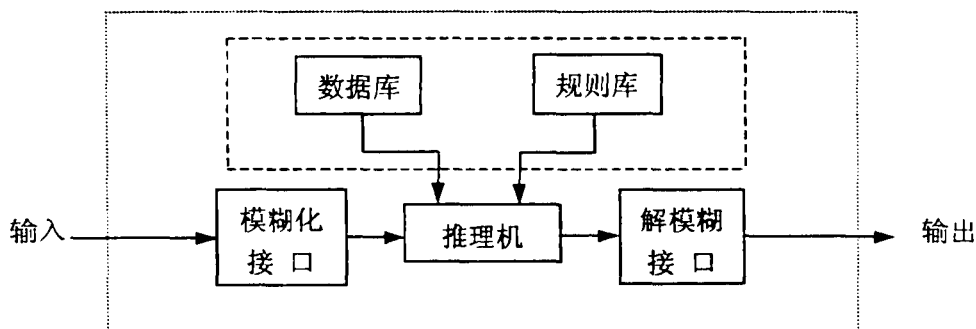 数据库
规则库
输入
模糊化
接 口
推理机
解模糊
接 口
输出